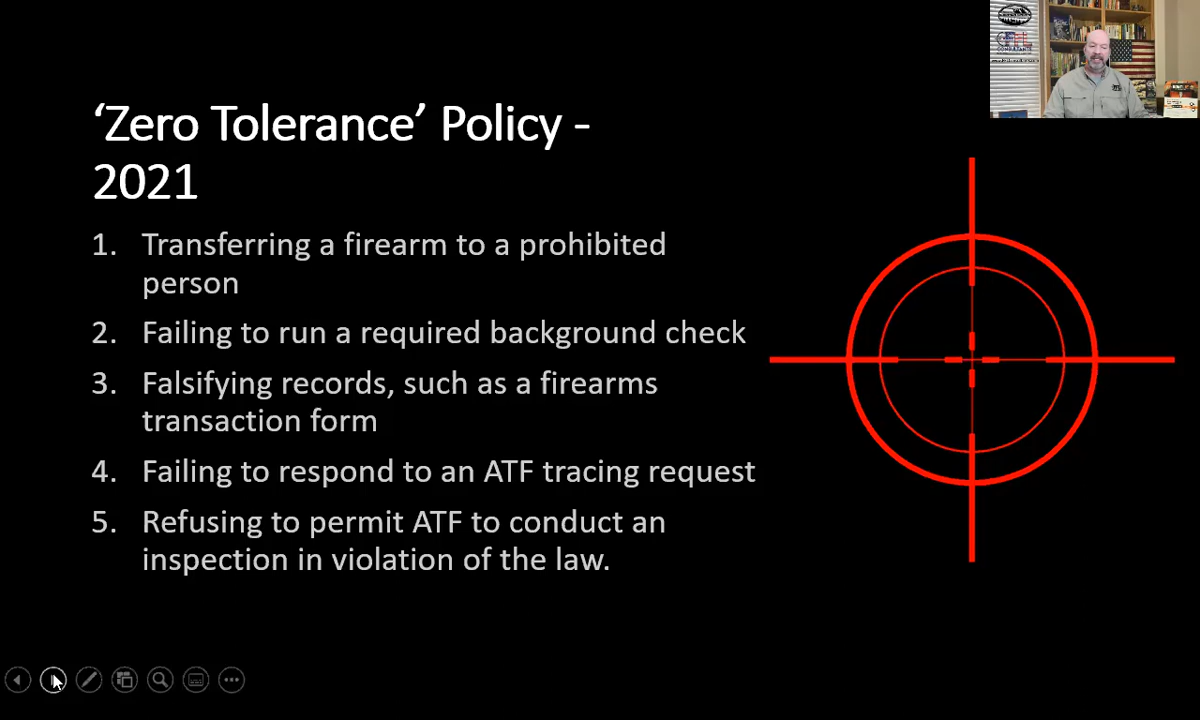 ‘Zero Tolerance’ Policy -
2021
1. Transferring a firearm to a prohibited
person
2. Failing to run a required background check
3. Falsifying records, such as a firearms
transaction form
4. Failing to respond to an ATF tracing request
5. Refusing to permit ATF to conduct an
inspection in violation of the law.